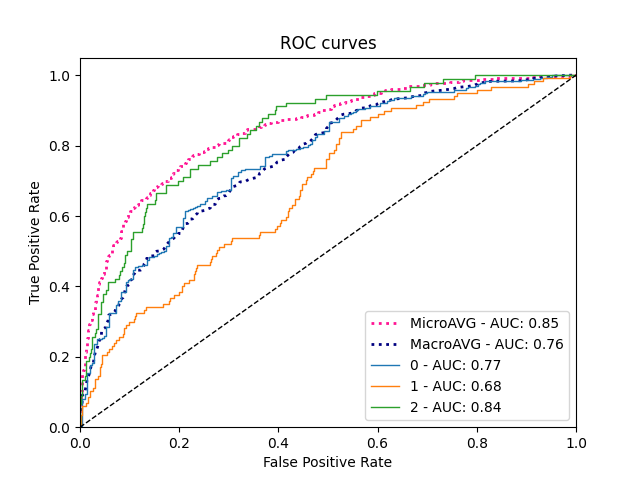 ROC curves
True Positive Rate
1.0
0.8
0.6
0.4
0.2
0.0
MicroAVG - AUC: 0.85
MacroAVG - AUC: 0.76
0 - AUC: 0.77
1 - AUC: 0.68
2 - AUC: 0.84
0.0 0.2 0.4 0.6 0.8 1.0
False Positive Rate